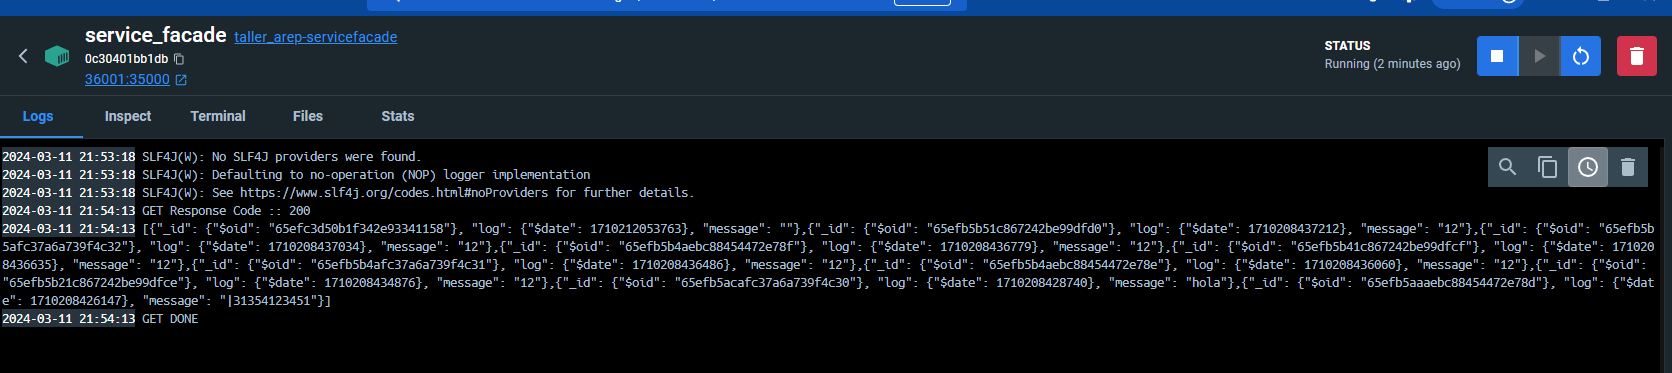 service_facade taller_arep-servicefacade
0c30401bb1db
36001:35000
STATUS
Running (2 minutes ago)
Logs Inspect Terminal Files Stats
2024-03-11 21:53:18 SLF4J(W): No SLF4J providers were found.
2024-03-11 21:53:18 SLF4J(W): Defaulting to no-operation (NOP) logger implementation
2024-03-11 21:53:18 SLF4J(W): See https://www.slf4j.org/codes.html#noProviders for further details.
2024-03-11 21:54:13 GET Response Code :: 200
2024-03-11 21:54:13 [{"_id": {"$oid": "65efc3d50b1f342e93341158"}, "log": {"$date": 1710212053763}, "message": ""},{"_id": {"$oid": "65efb5b51c867242be99dfd0"}, "log": {"$date": 1710208437212}, "message": "12"},{"_id": {"$oid": "65efb5b
5afc37a6a739f4c32"}, "log": {"$date": 1710208437034}, "message": "12"},{"_id": {"$oid": "65efb5b4aebc88454472e78f"}, "log": {"$date": 1710208436779}, "message": "12"},{"_id": {"$oid": "65efb5b41c867242be99dfcf"}, "log": {"$date": 171020
8436635}, "message": "12"},{"_id": {"$oid": "65efb5b4afc37a6a739f4c31"}, "log": {"$date": 1710208436486}, "message": "12"},{"_id": {"$oid": "65efb5b4aebc88454472e78e"}, "log": {"$date": 1710208436060}, "message": "12"},{"_id": {"$oid":
"65efb5b21c867242be99dfce"}, "log": {"$date": 1710208434876}, "message": "12"},{"_id": {"$oid": "65efb5acafc37a6a739f4c30"}, "log": {"$date": 1710208428740}, "message": "hola"},{"_id": {"$oid": "65efb5aaaebc88454472e78d"}, "log": {"$dat
e": 1710208426147}, "message": "|31354123451"}]
2024-03-11 21:54:13 GET DONE